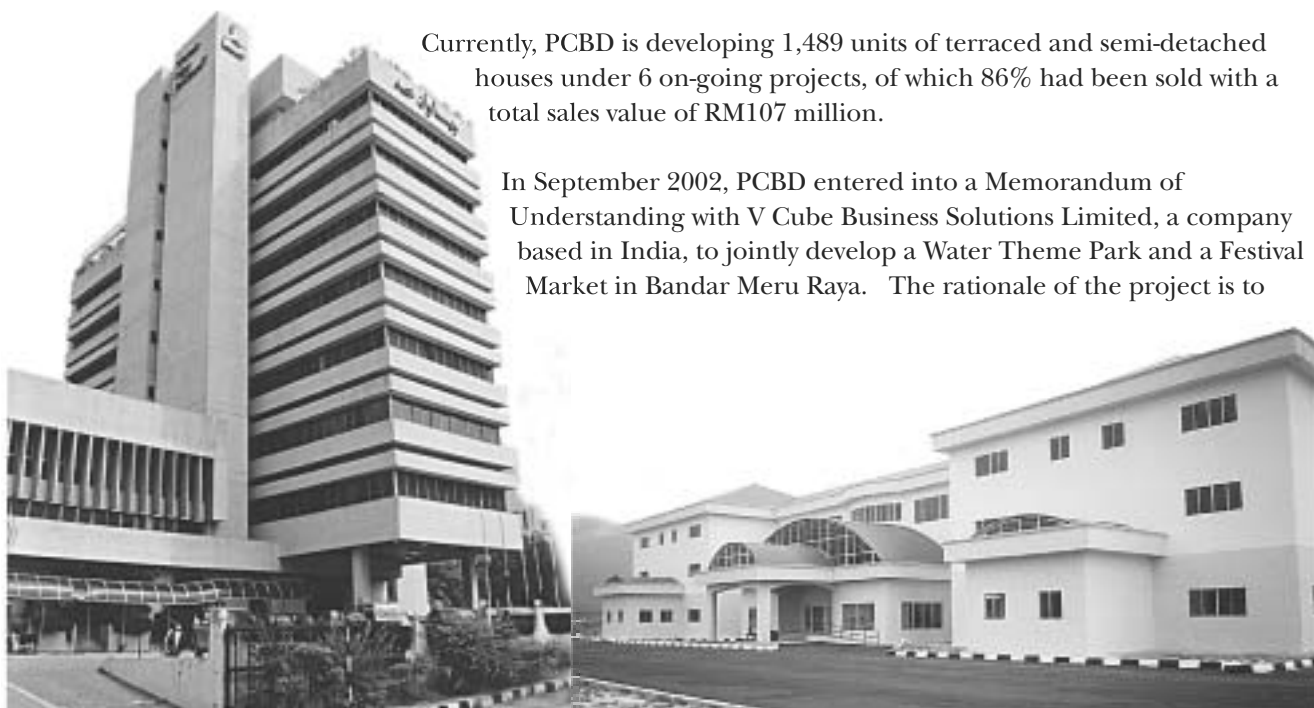 Currently, PCBD is developing 1,489 units of terraced and semi-detached
houses under 6 on-going projects, of which 86% had been sold with a
total sales value of RM107 million.
In September 2002, PCBD entered into a Memorandum of
Understanding with V Cube Business Solutions Limited, a company
based in India, to jointly develop a Water Theme Park and a Festival
Market in Bandar Meru Raya. The rationale of the project is to